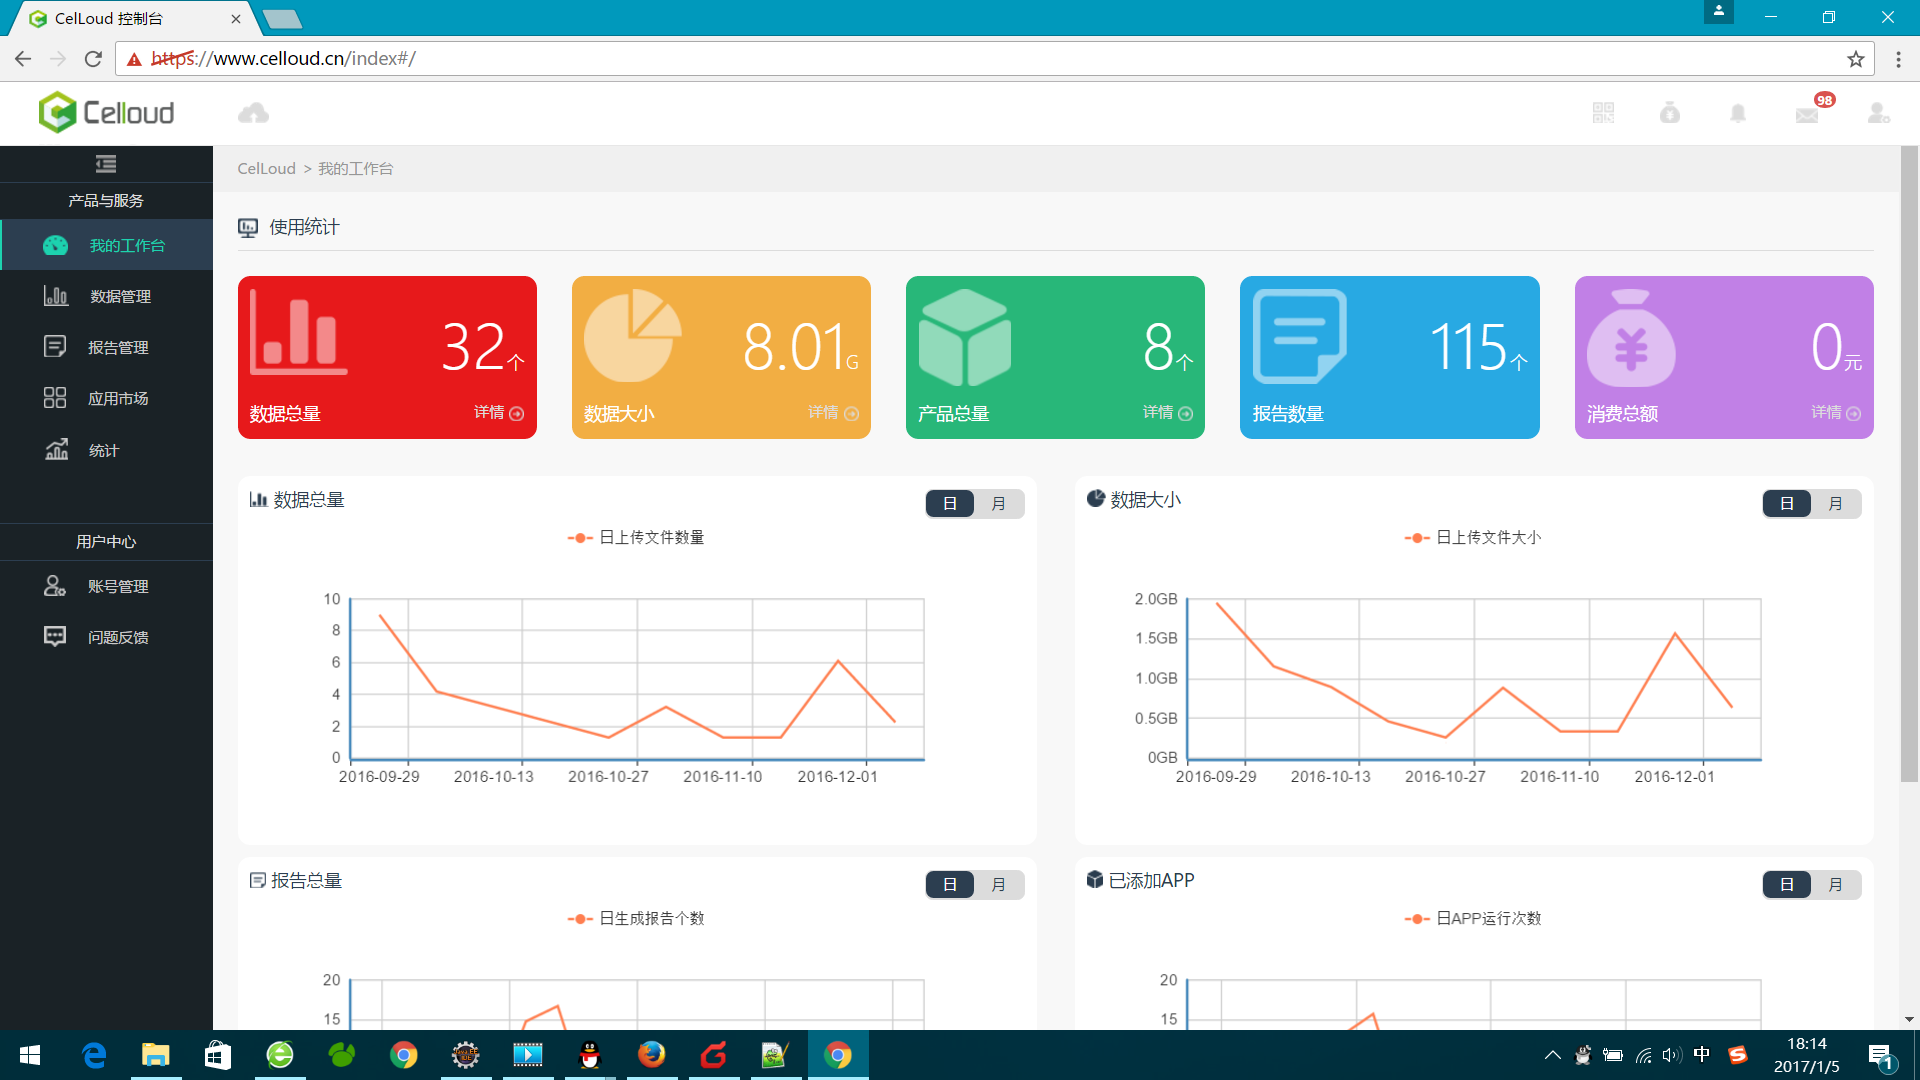 CelLoud 控制台
https://www.celloud.cn/index#/
Celloud
98
产品与服务
我的工作台
数据管理
报告管理
应用市场
统计
用户中心
账号管理
问题反馈
CelLoud > 我的工作台
使用统计
32个
数据总量
详情
8.01G
数据大小
详情
8个
产品总量
详情
115个
报告数量
0元
消费总额
详情
数据总量
日
月
日上传文件数量
10
8
6
4
2
0
2016-09-29
2016-10-13
2016-10-27
2016-11-10
2016-12-01
数据大小
日
月
日上传文件大小
2.0GB
1.5GB
1.0GB
0.5GB
0GB
2016-09-29
2016-10-13
2016-10-27
2016-11-10
2016-12-01
报告总量
日
月
日生成报告个数
20
15
已添加APP
日
月
日APP运行次数
20
15
中
18:14
2017/1/5
1